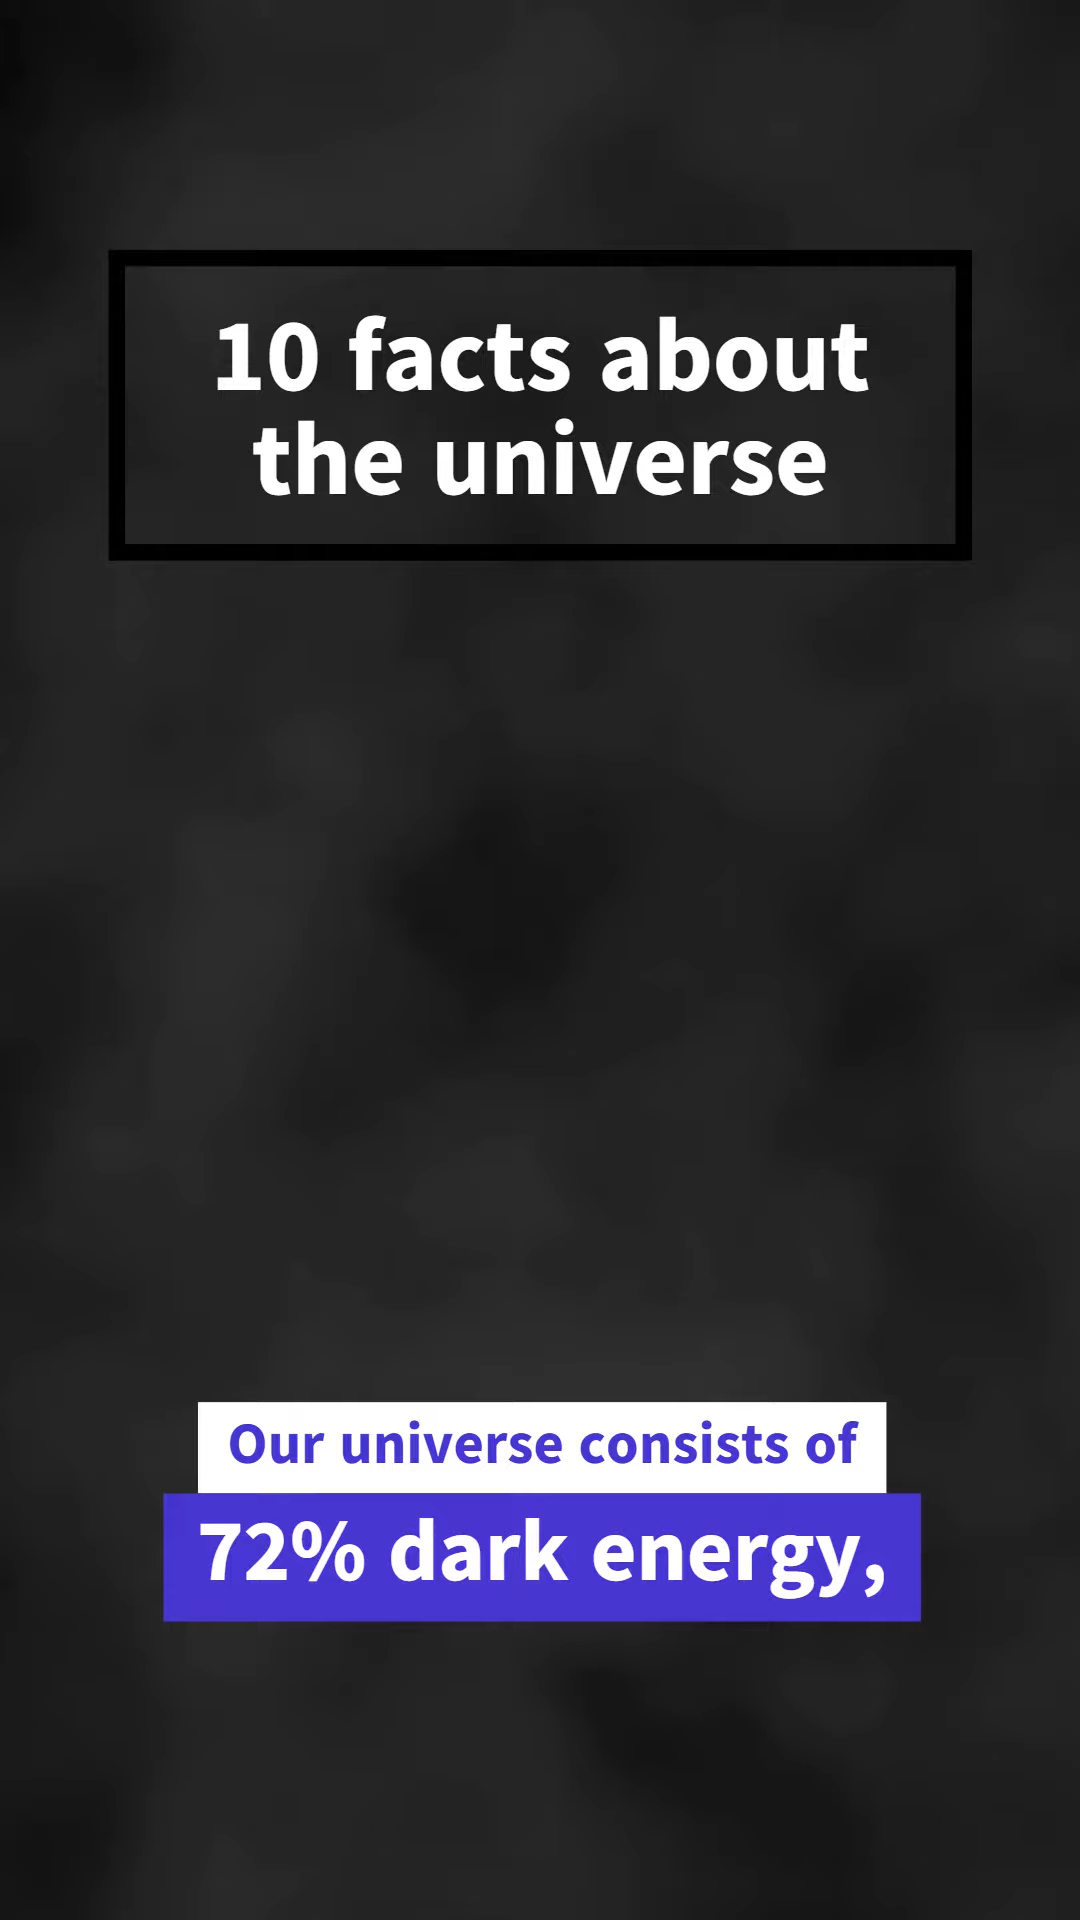 10 facts about
the universe
Our universe consists of
72% dark energy,